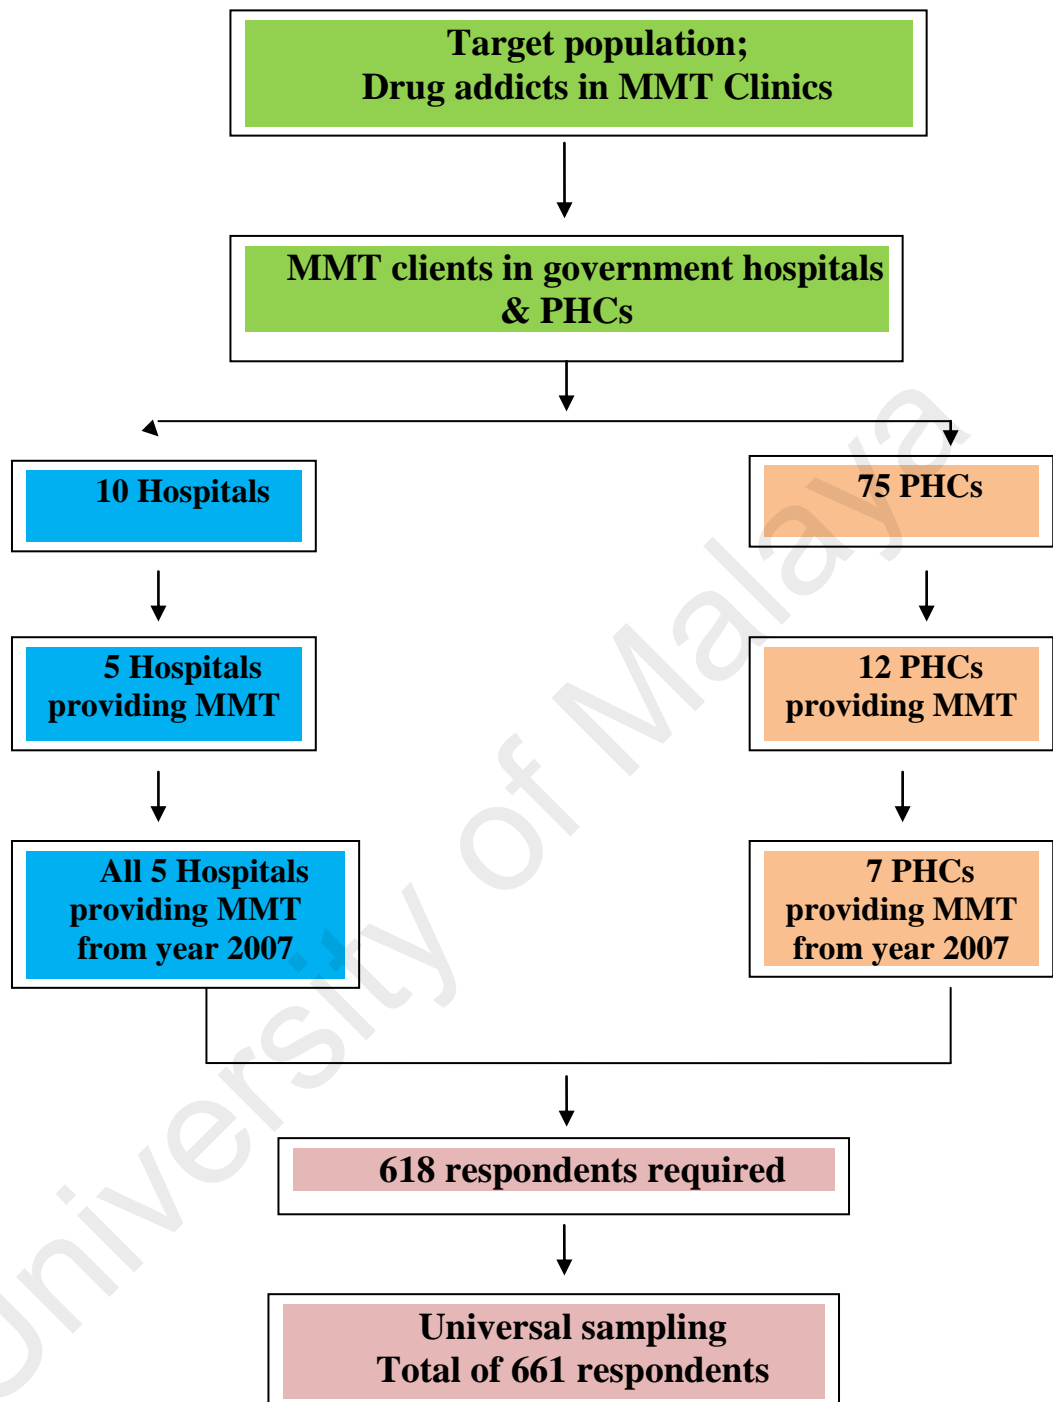 Target population;
Drug addicts in MMT Clinics
MMT clients in government hospitals
& PHCs
10 Hospitals
75 PHCs
5 Hospitals
providing MMT
12 PHCs
providing MMT
All 5 Hospitals
providing MMT
from year 2007
7 PHCs
providing MMT
from year 2007
618 respondents required
Universal sampling
Total of 661 respondents
University of Malaya